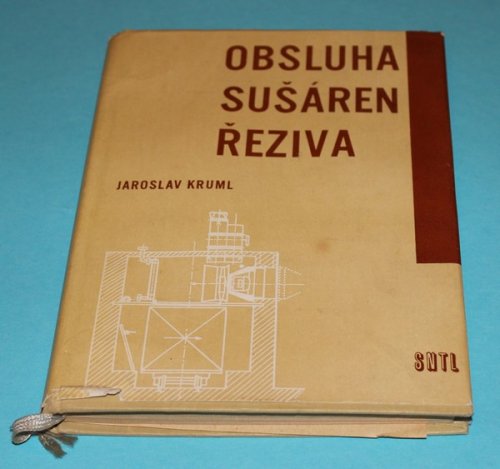 OBSLUHA
SUŠÁREN
ŘEZIVA
JAROSLAV KRUML
SNTL